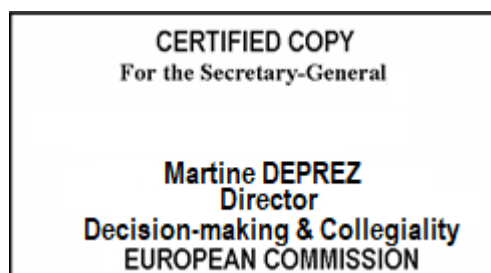 CERTIFIED COPY
For the Secretary-General
Martine DEPREZ
Director
Decision-making & Collegiality
EUROPEAN COMMISSION